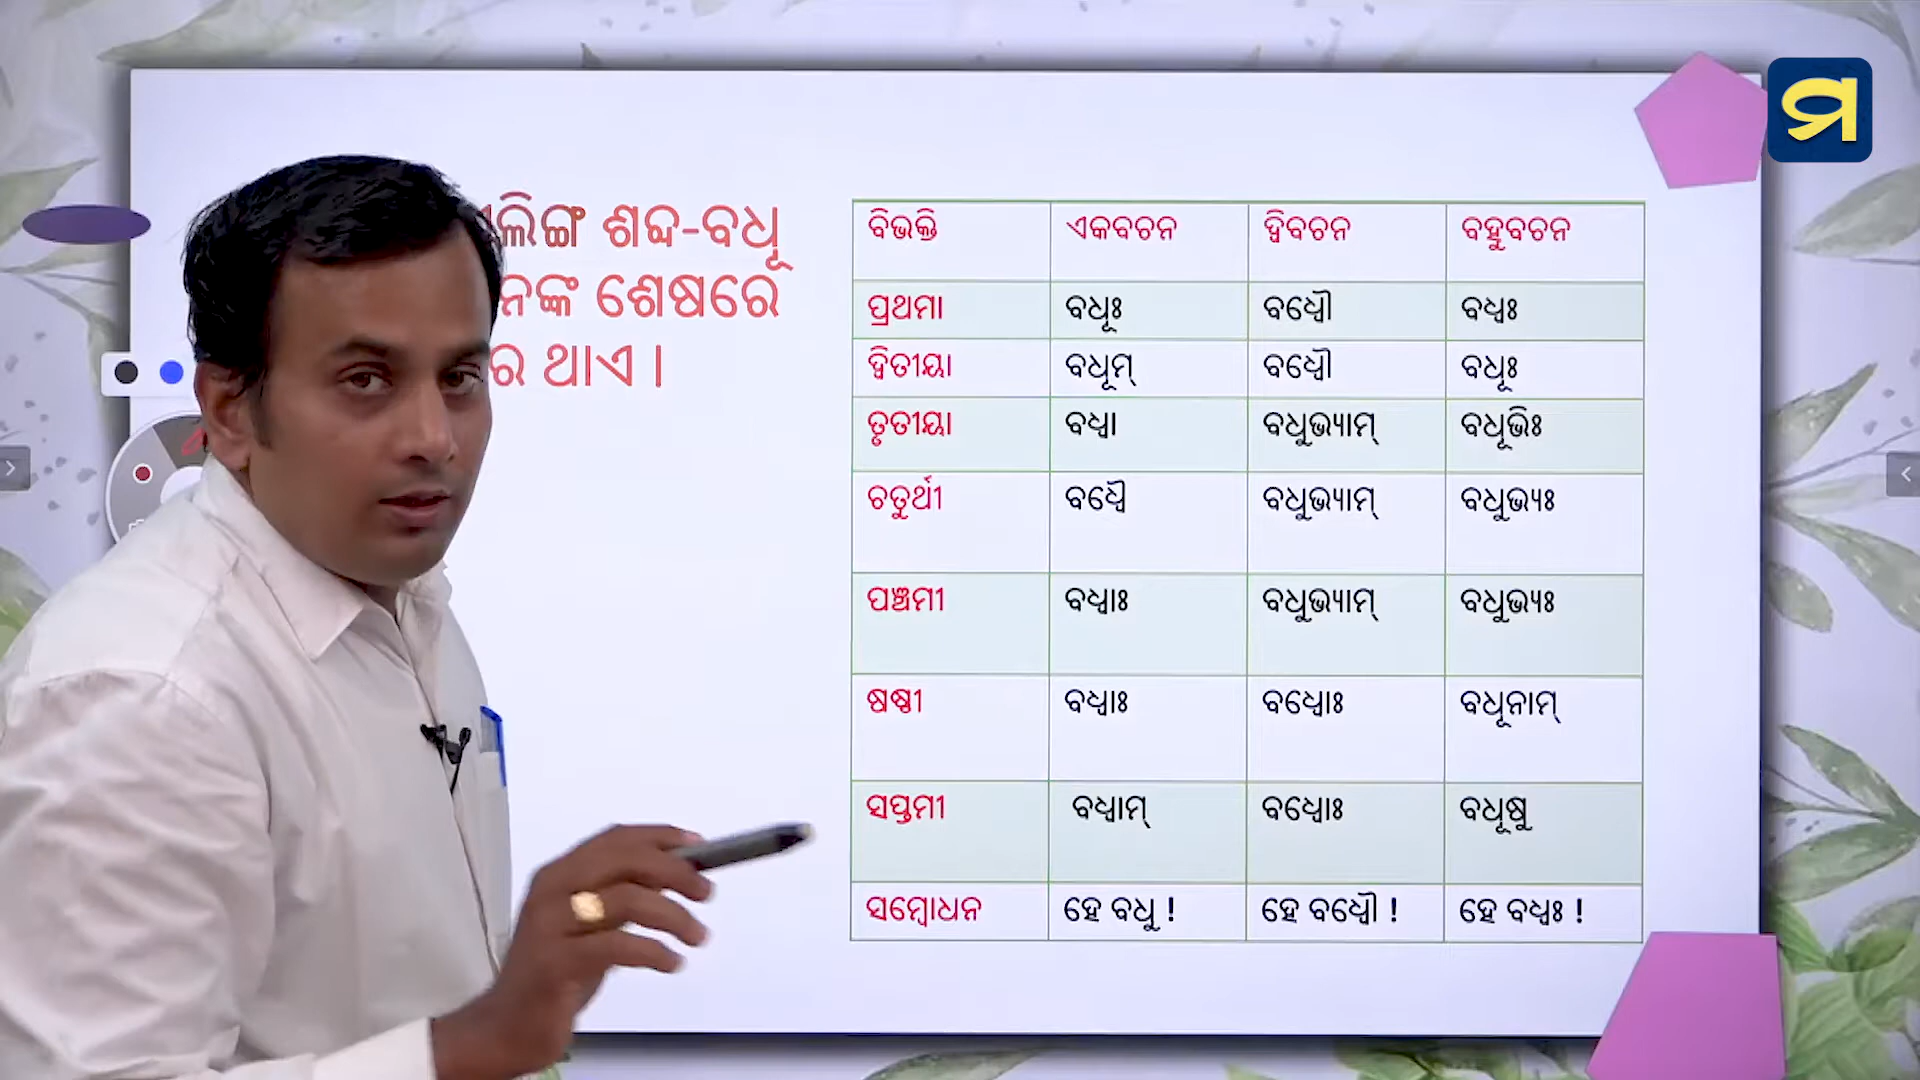 ଶବ୍ଦ-ବଧୂ
ଶେଷରେ
ଥାଏ ।
ବିଭକ୍ତି ଏକବଚନ ଦ୍ୱିବଚନ ବହୁବଚନ
ପ୍ରଥମା ବଧୂଃ ବଧ୍ୱୌ ବଧ୍ୱଃ
ଦ୍ୱିତୀୟା ବଧୂମ୍ ବଧ୍ୱୌ ବଧୂଃ
ତୃତୀୟା ବଧ୍ୱା ବଧୁଭ୍ୟାମ୍ ବଧୂଭିଃ
ଚତୁର୍ଥୀ ବଧ୍ୱୈ ବଧୁଭ୍ୟାମ୍ ବଧୁଭ୍ୟଃ
ପଞ୍ଚମୀ ବଧ୍ୱାଃ ବଧୁଭ୍ୟାମ୍ ବଧୁଭ୍ୟଃ
ଷଷ୍ଠୀ ବଧ୍ୱାଃ ବଧ୍ୱୋଃ ବଧୂନାମ୍
ସପ୍ତମୀ ବଧ୍ୱାମ୍ ବଧ୍ୱୋଃ ବଧୂଷୁ
ସମ୍ବୋଧନ ହେ ବଧୁ ! ହେ ବଧ୍ୱୌ ! ହେ ବଧ୍ୱଃ !